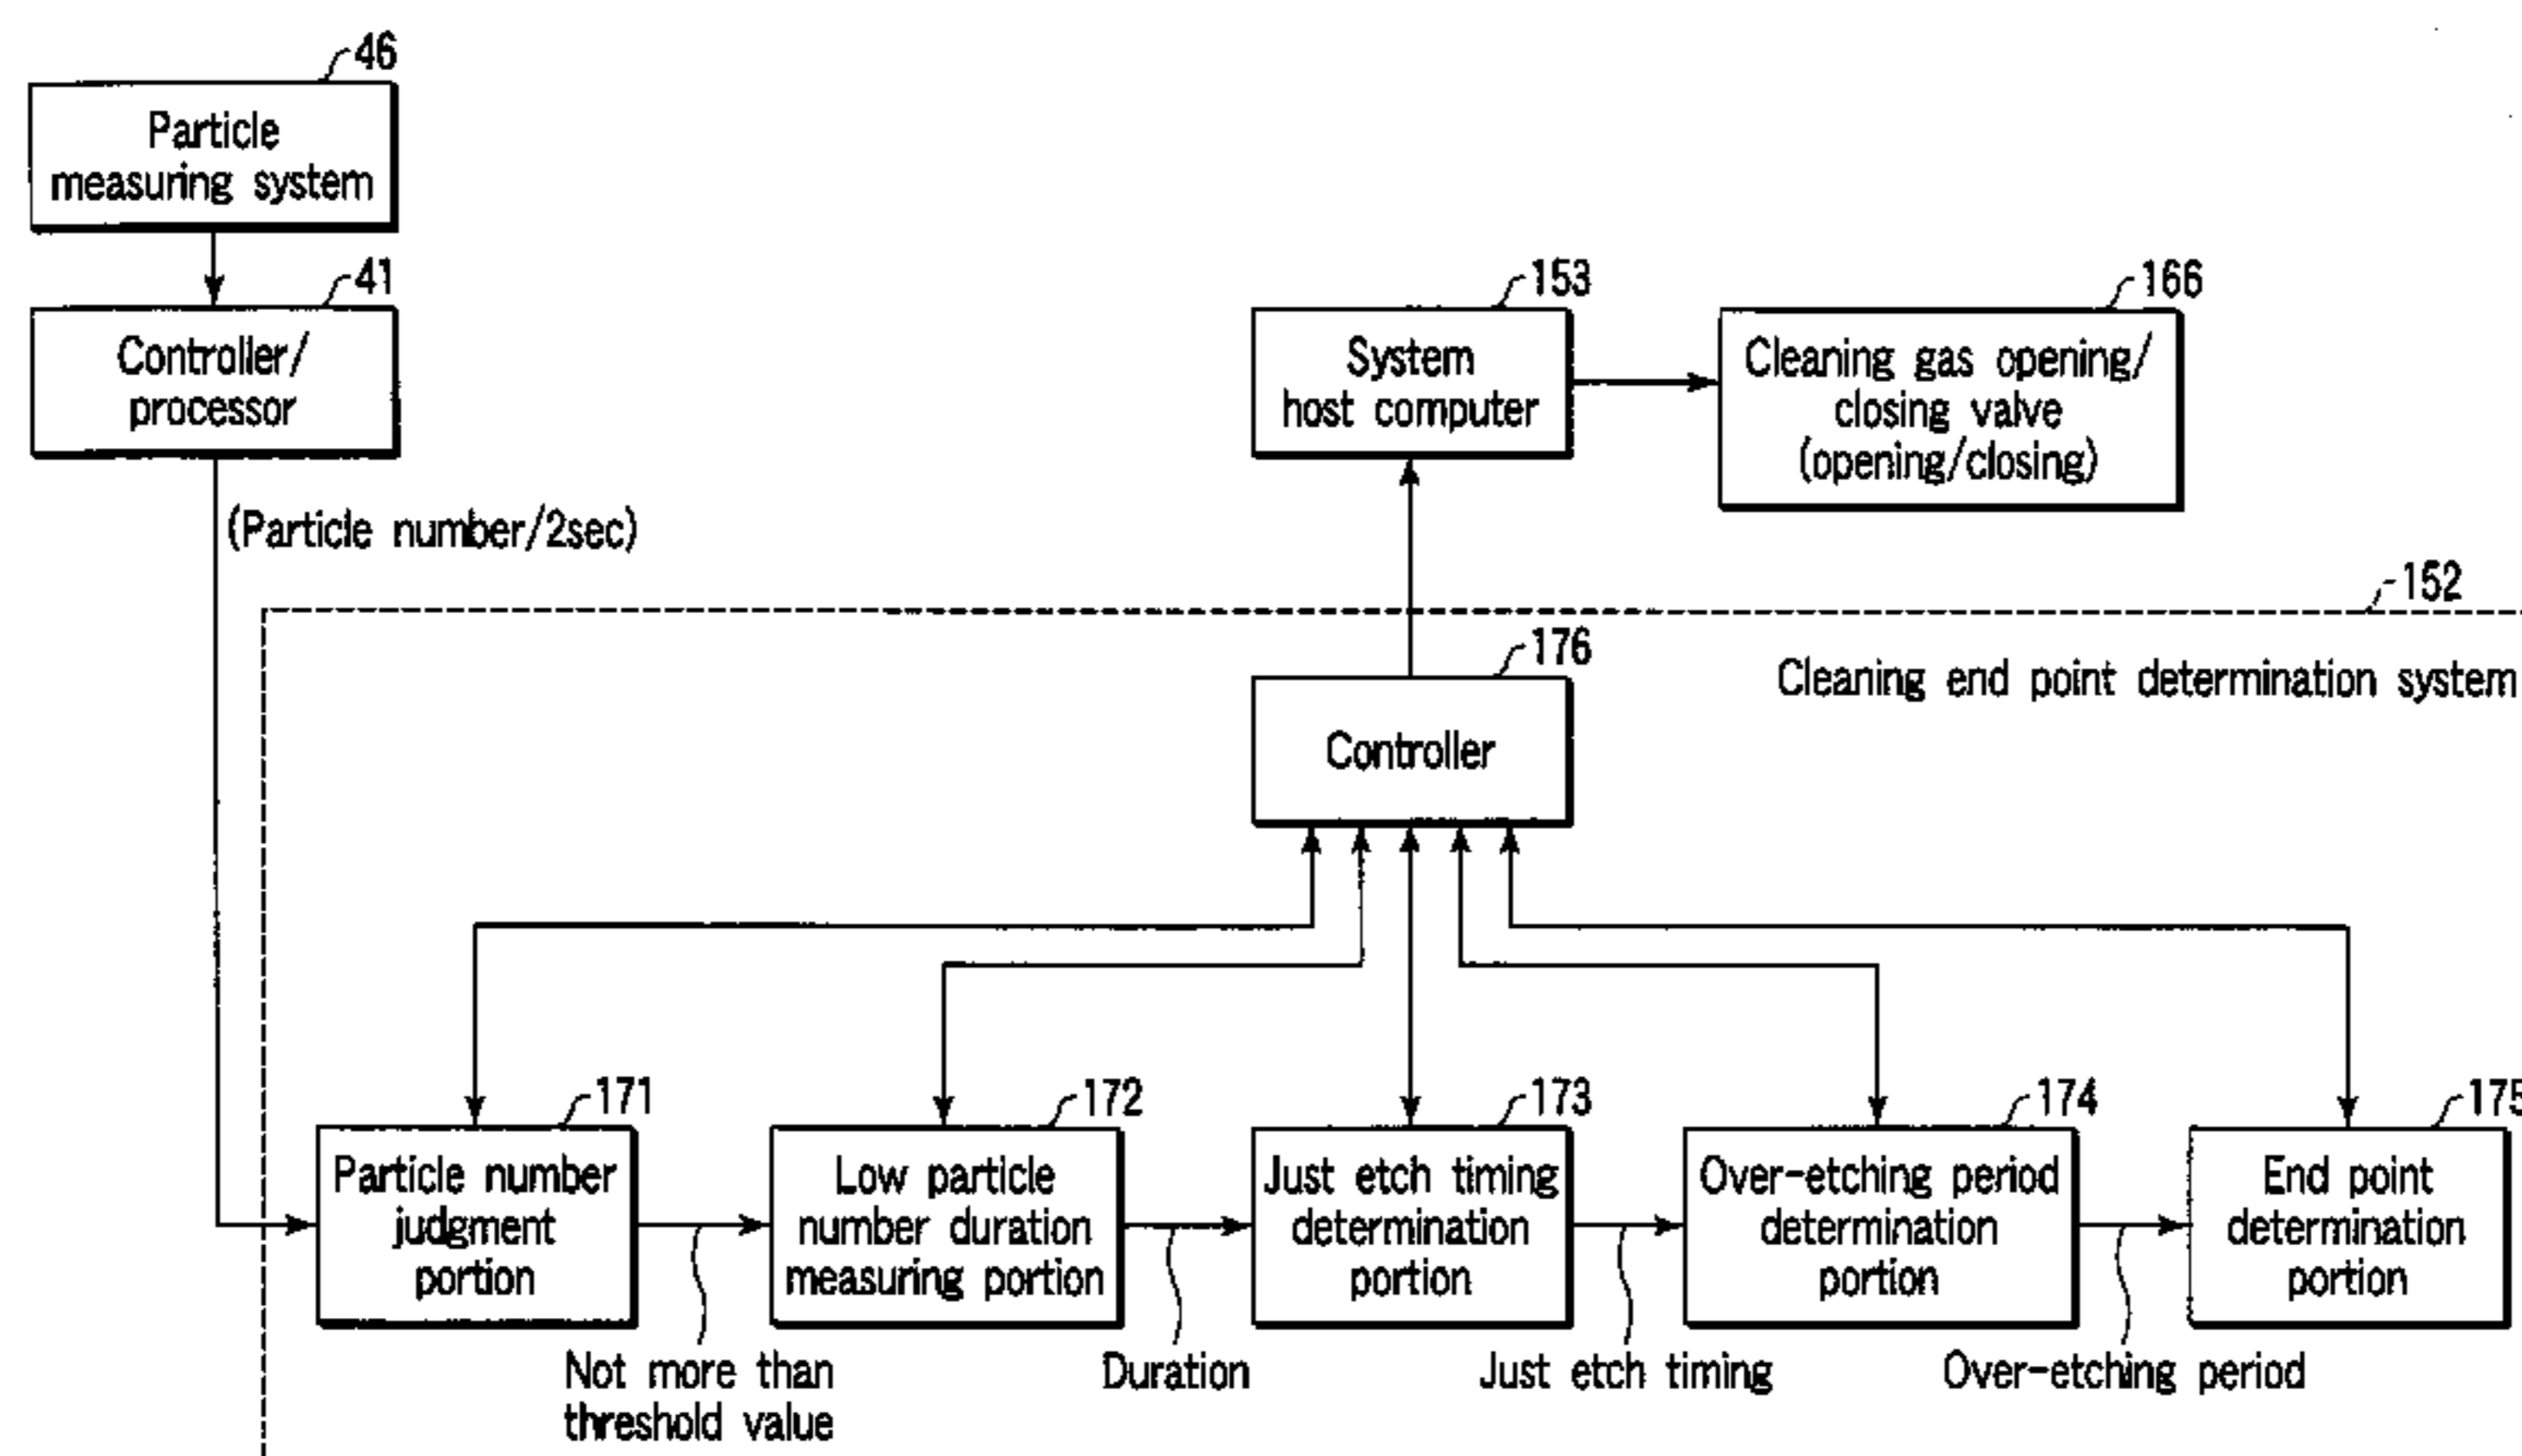 46
Particle
measuring system
41
Controller/
processor
(Particle number/2sec)
153
System
host computer
166
Cleaning gas opening/
closing valve
(opening/closing)
152
Cleaning end point determination system
176
Controller
171
Particle number
judgment
portion
172
Low particle
number duration
measuring portion
173
Just etch timing
determination
portion
174
Over-etching period
determination
portion
175
End point
determination
portion
Not more than
threshold value
Duration
Just etch timing
Over-etching period